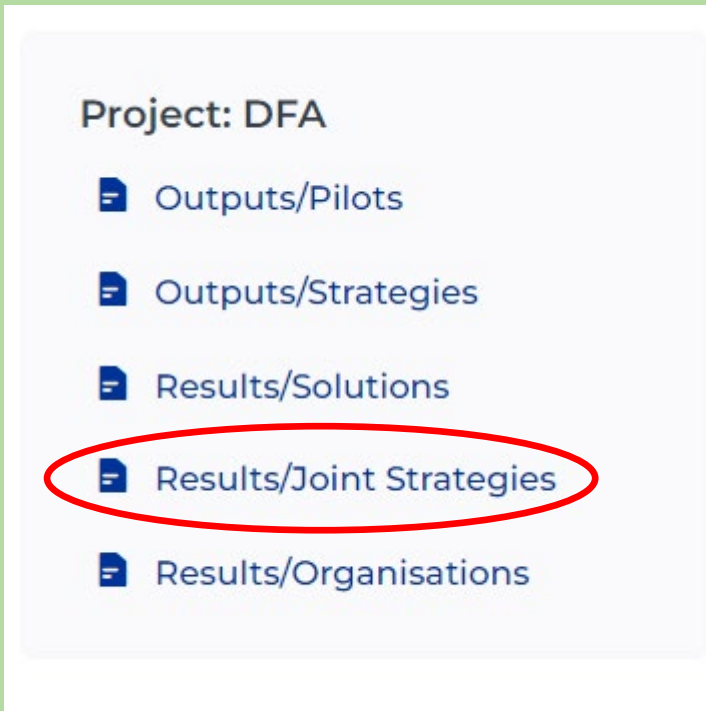 Project: DFA
Outputs/Pilots
Outputs/Strategies
Results/Solutions
Results/Joint Strategies
Results/Organisations